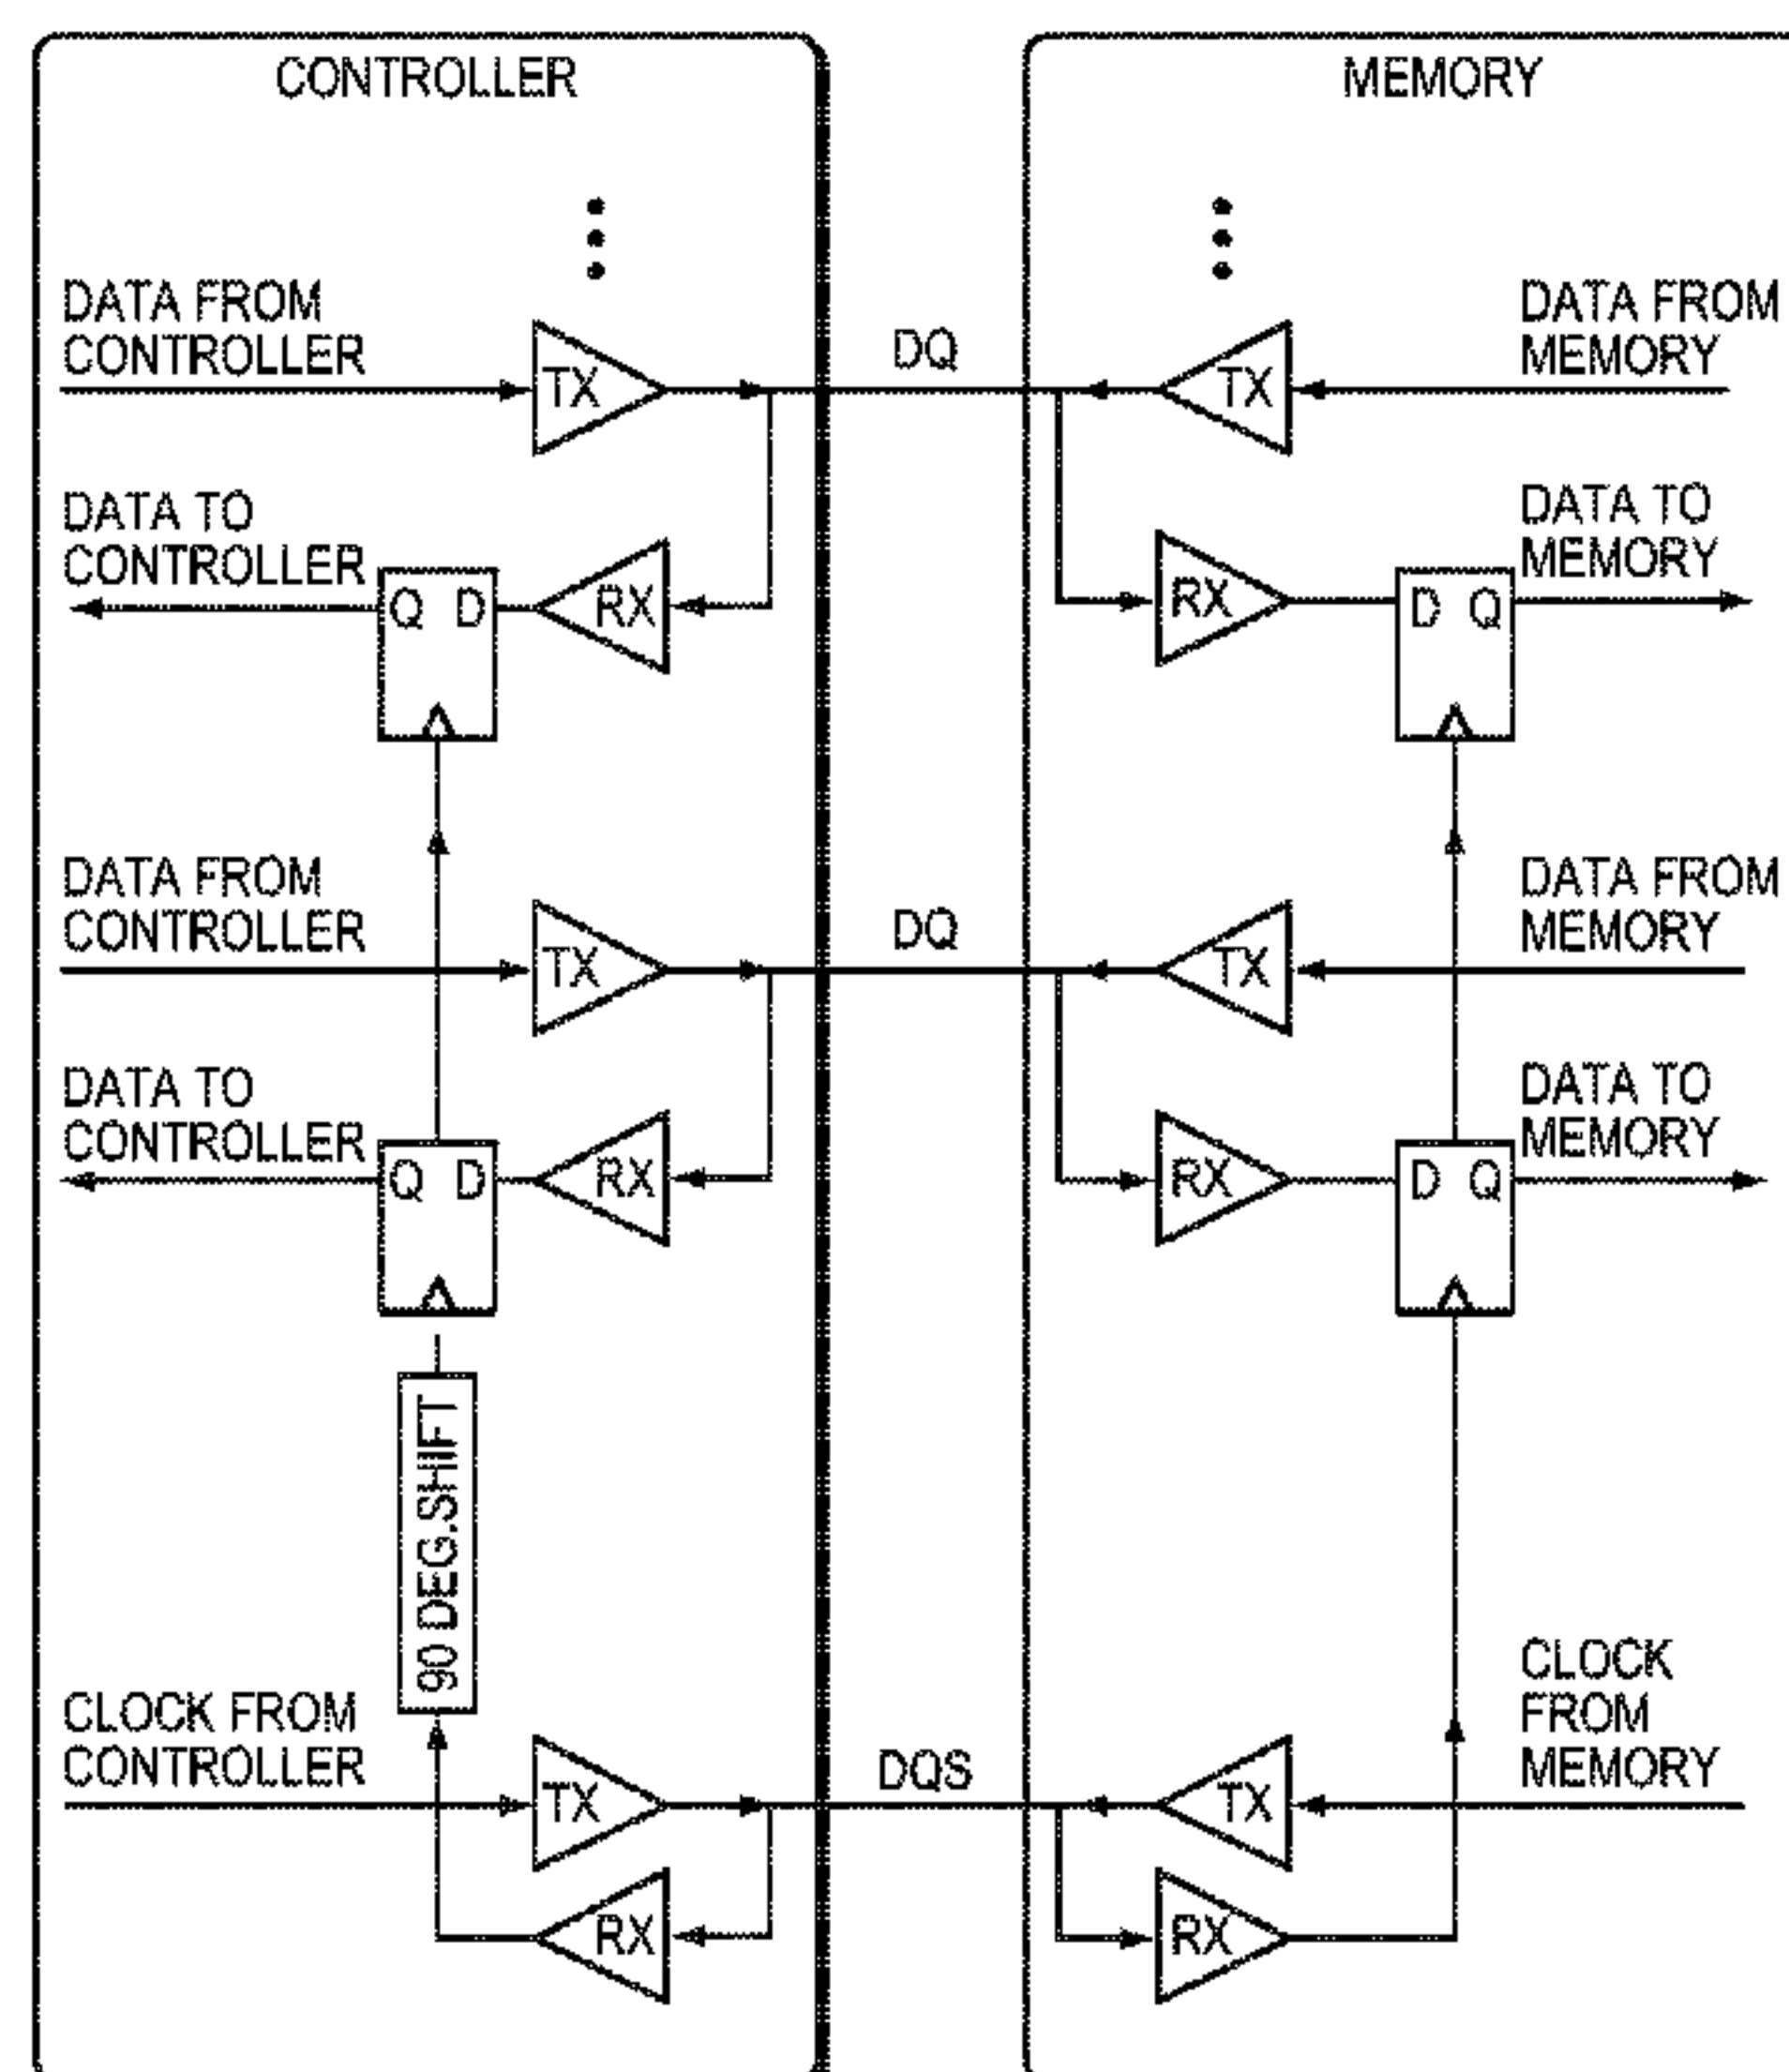 CONTROLLER
MEMORY
DATA FROM
CONTROLLER
TX
DQ
TX
DATA FROM
MEMORY
DATA TO
CONTROLLER
Q D
RX
RX
D Q
DATA TO
MEMORY
DATA FROM
CONTROLLER
TX
DQ
TX
DATA FROM
MEMORY
DATA TO
CONTROLLER
Q D
RX
RX
D Q
DATA TO
MEMORY
90 DEG.SHIFT
CLOCK FROM
CONTROLLER
TX
DQS
TX
CLOCK
FROM
MEMORY
RX
RX